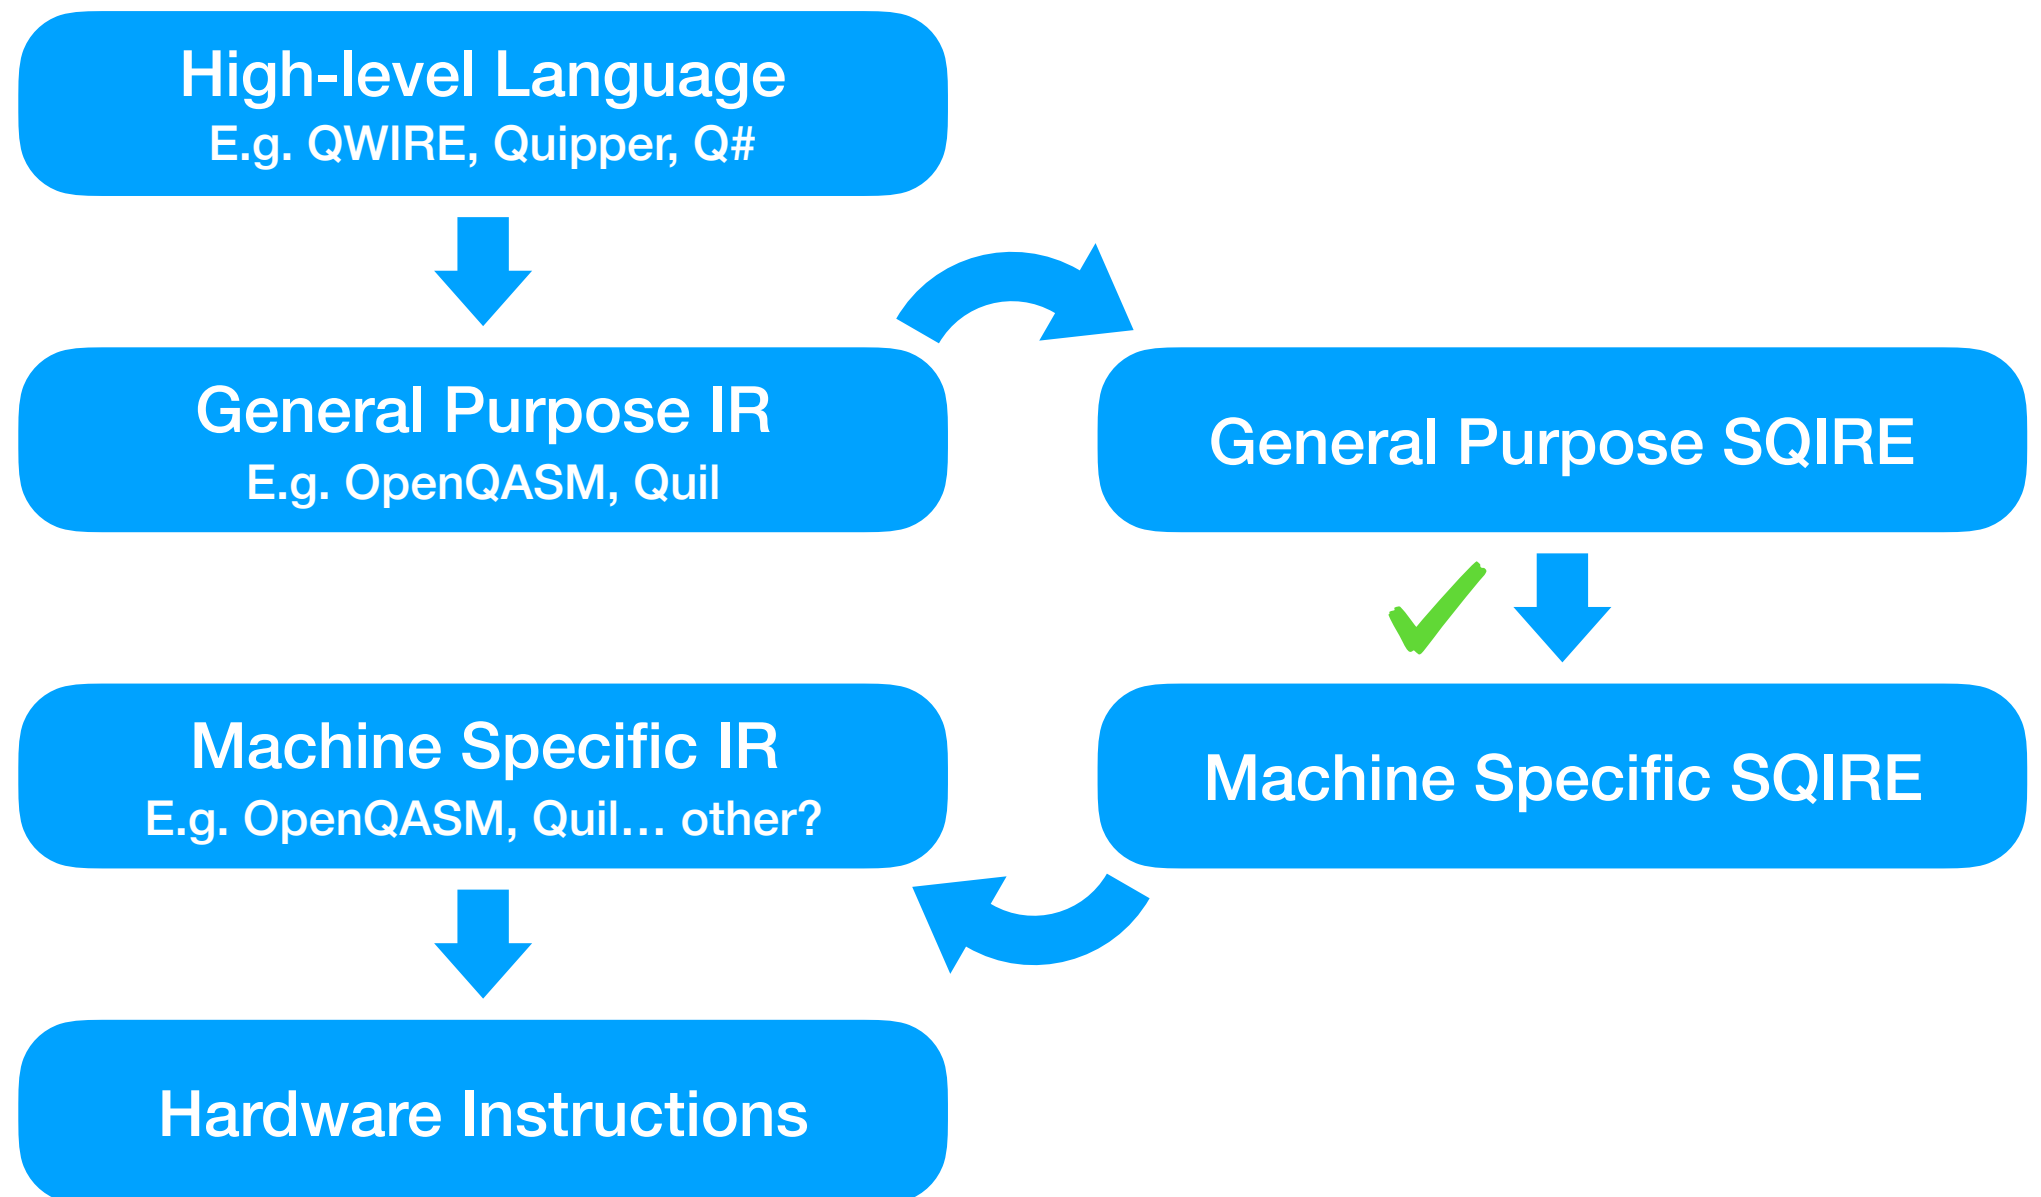 High-level Language
E.g. QWIRE, Quipper, Q#
General Purpose IR
E.g. OpenQASM, Quil
General Purpose SQIRE
Machine Specific IR
E.g. OpenQASM, Quil… other?
Machine Specific SQIRE
Hardware Instructions